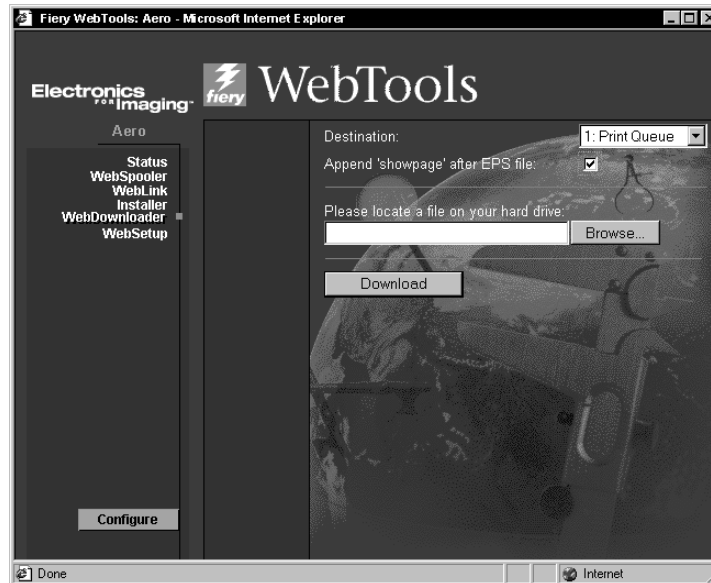 Fiery WebTools: Aero - Microsoft Internet Explorer
Electronics
FOR Imaging
fiery
WebTools
Aero
Status
WebSpooler
WebLink
Installer
WebDownloader
WebSetup
Configure
Destination:
1: Print Queue
Append 'showpage' after EPS file:
Please locate a file on your hard drive:
Browse...
Download
Done
Internet